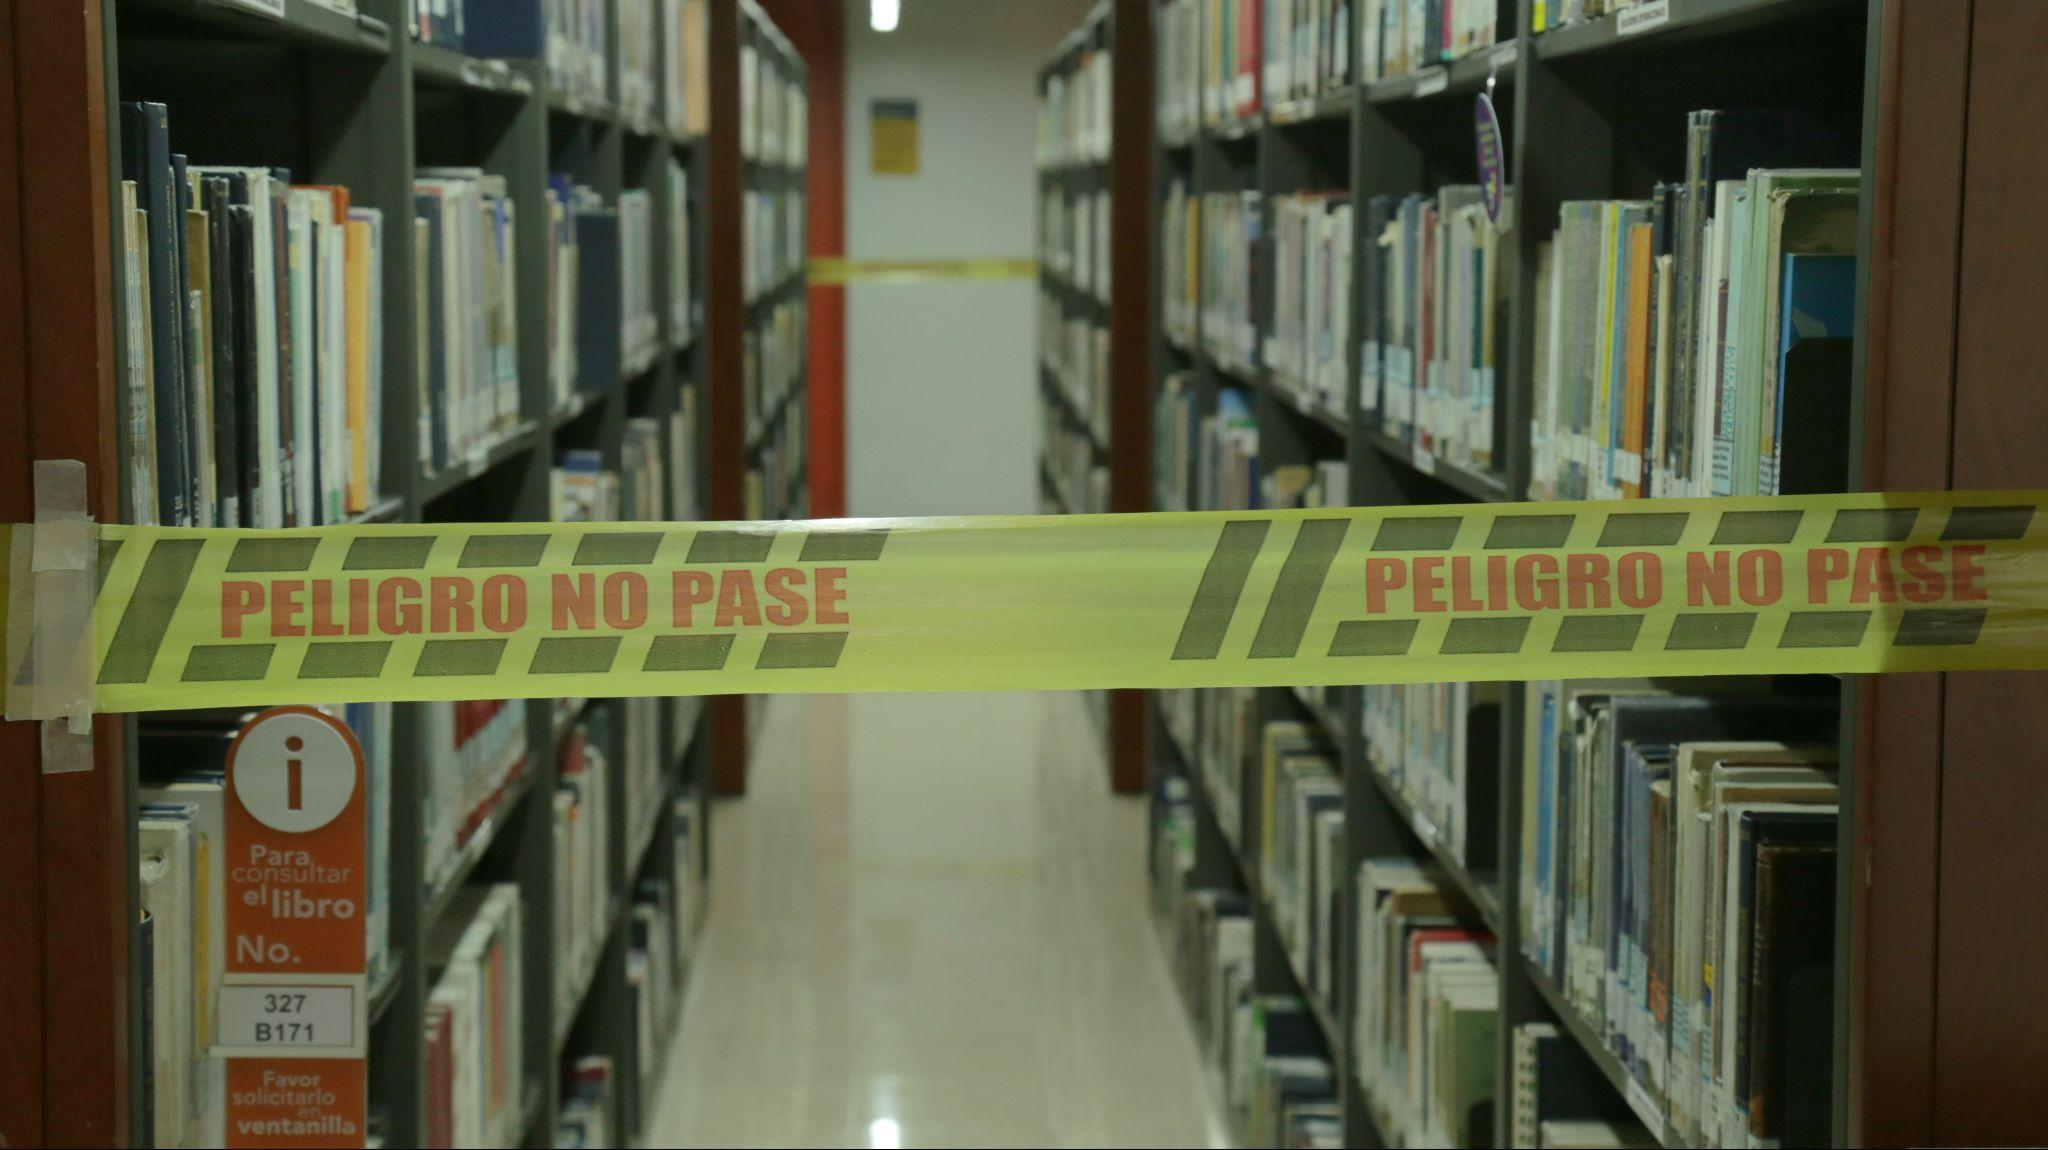 PELIGRO NO PASE
PELIGRO NO PASE
i
Para
consultar
el libro
No.
327
B171
Favor
solicitarlo
en
ventanilla